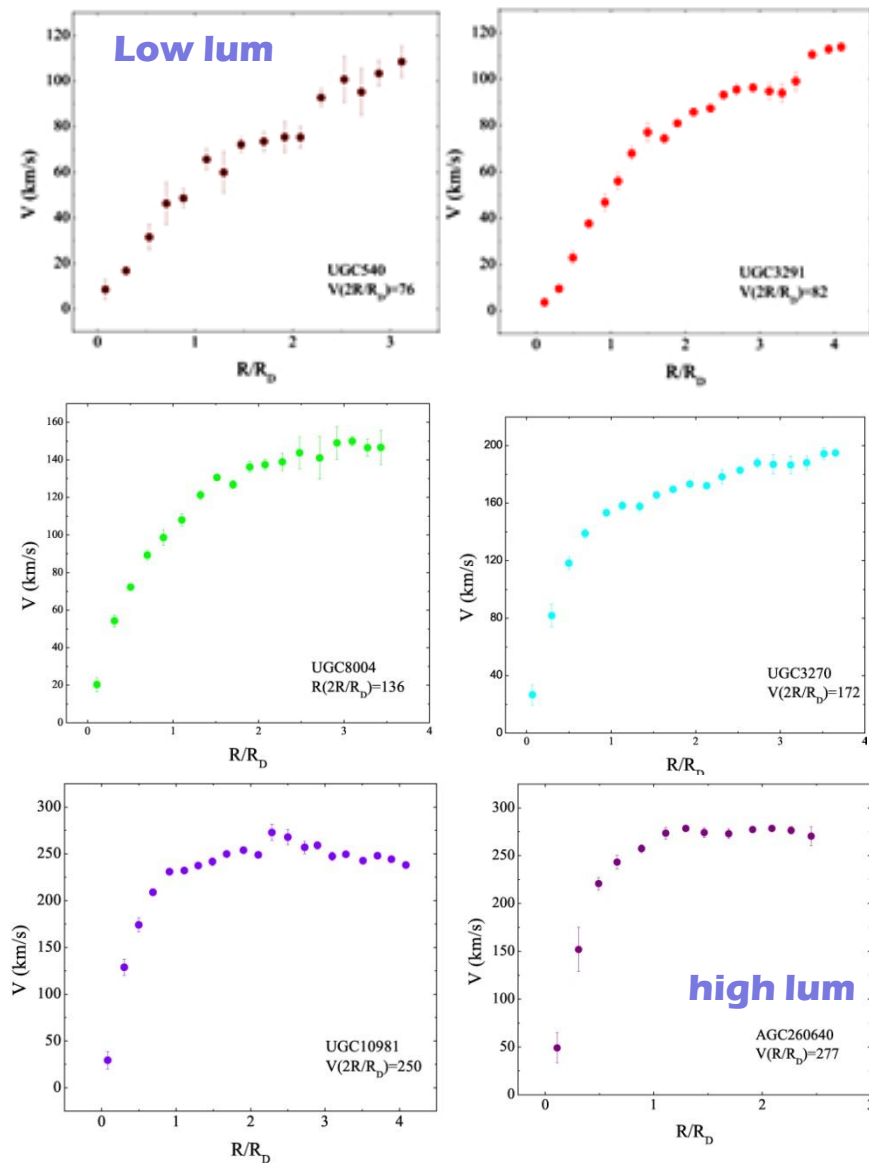 Low lum
V (km/s)
120
100
80
60
40
20
0
UGC540
V(2R/R_D)=76
0 1 2 3
R/R_D
V (km/s)
120
100
80
60
40
20
0
UGC3291
V(2R/R_D)=82
0 1 2 3 4
R/R_D
V (km/s)
160
140
120
100
80
60
40
20
0
UGC8004
R(2R/R_D)=136
0 1 2 3 4
R/R_D
V (km/s)
200
160
120
80
40
0
UGC3270
V(2R/R_D)=172
0 1 2 3 4
R/R_D
V (km/s)
300
250
200
150
100
50
0
UGC10981
V(2R/R_D)=250
0 1 2 3 4
R/R_D
V (km/s)
300
250
200
150
100
50
0
high lum
AGC260640
V(R/R_D)=277
0 1 2 3
R/R_D